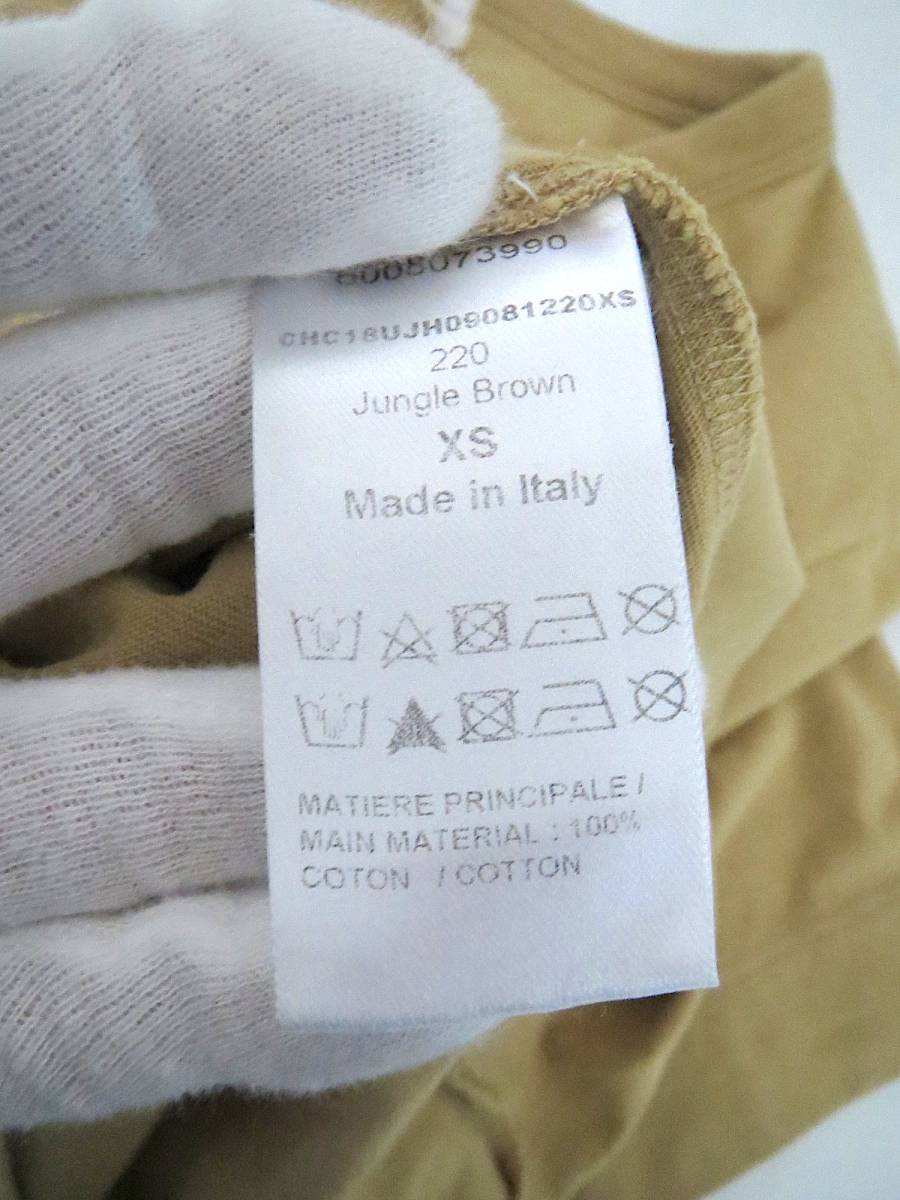 6008073990
CHC18UJH09081220XS
220
Jungle Brown
XS
Made in Italy
MATIERE PRINCIPALE /
MAIN MATERIAL : 100%
COTON / COTTON